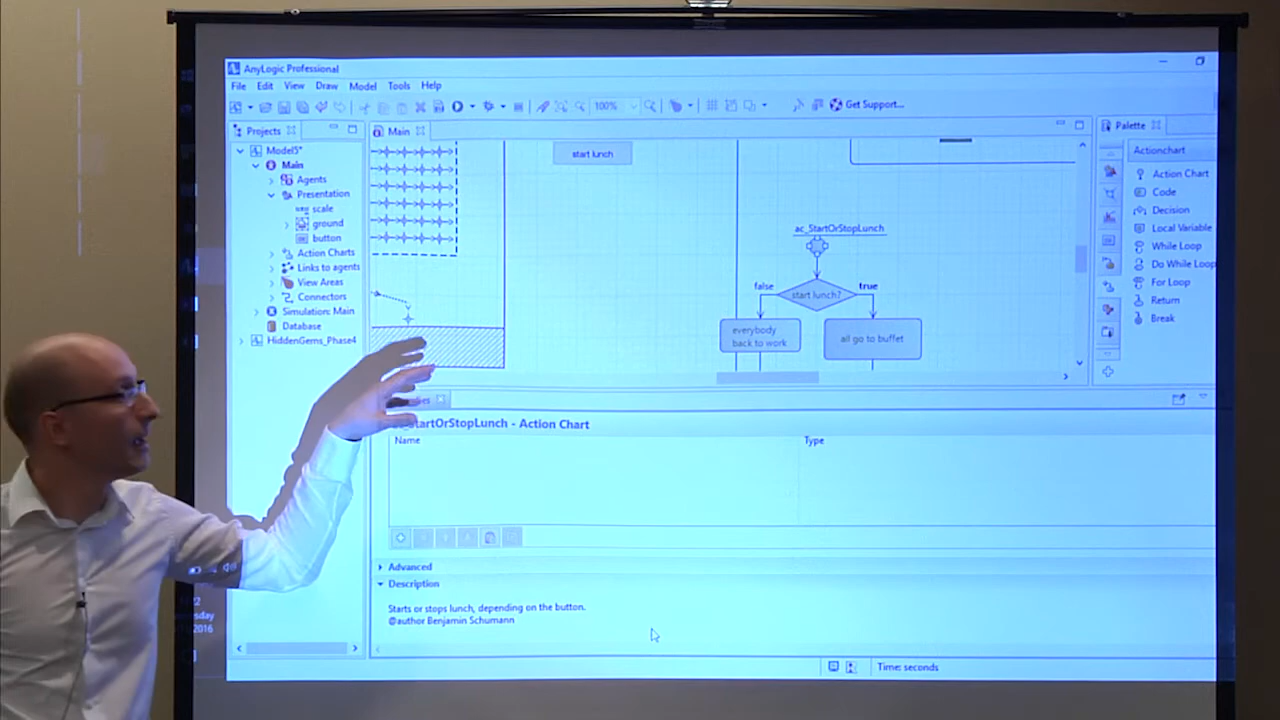 AnyLogic Professional
File Edit View Draw Model Tools Help
100% Get Support...
Projects
Main
Palette
Model5*
Main
Agents
Presentation
scale
ground
button
Action Charts
Links to agents
View Areas
Connectors
Simulation: Main
Database
HiddenGems_Phase4
start lunch
ac_StartOrStopLunch
false
start lunch?
true
everybody
back to work
all go to buffet
Actionchart
Action Chart
Code
Decision
Local Variable
While Loop
Do While Loop
For Loop
Return
Break
StartOrStopLunch - Action Chart
Name Type
Advanced
Description
Starts or stops lunch, depending on the button.
@author Benjamin Schumann
Time: seconds
2016